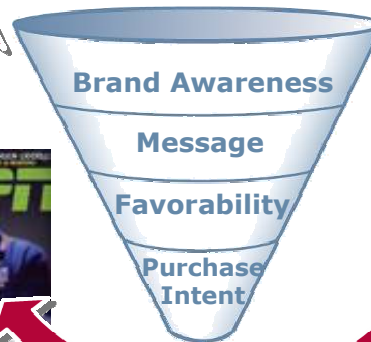 Brand Awareness
Message
Favorability
Purchase
Intent